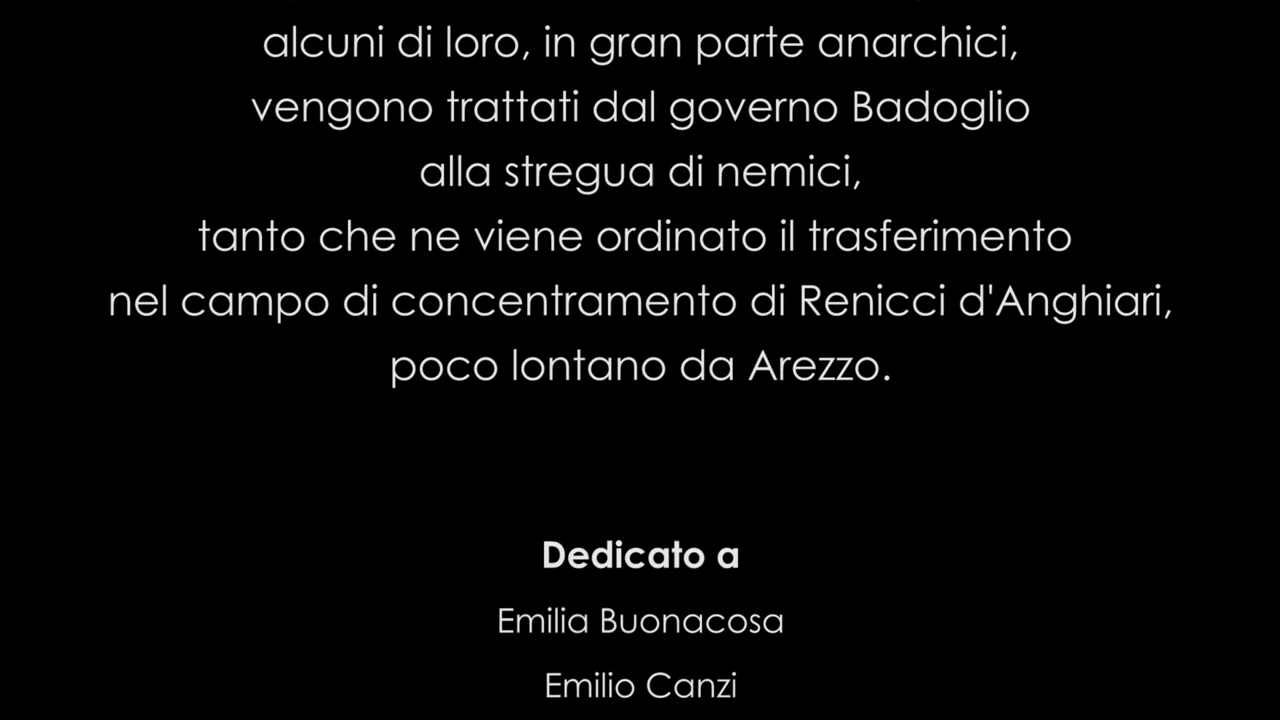 alcuni di loro, in gran parte anarchici,
vengono trattati dal governo Badoglio
alla stregua di nemici,
tanto che ne viene ordinato il trasferimento
nel campo di concentramento di Renicci d'Anghiari,
poco lontano da Arezzo.
Dedicato a
Emilia Buonacosa
Emilio Canzi